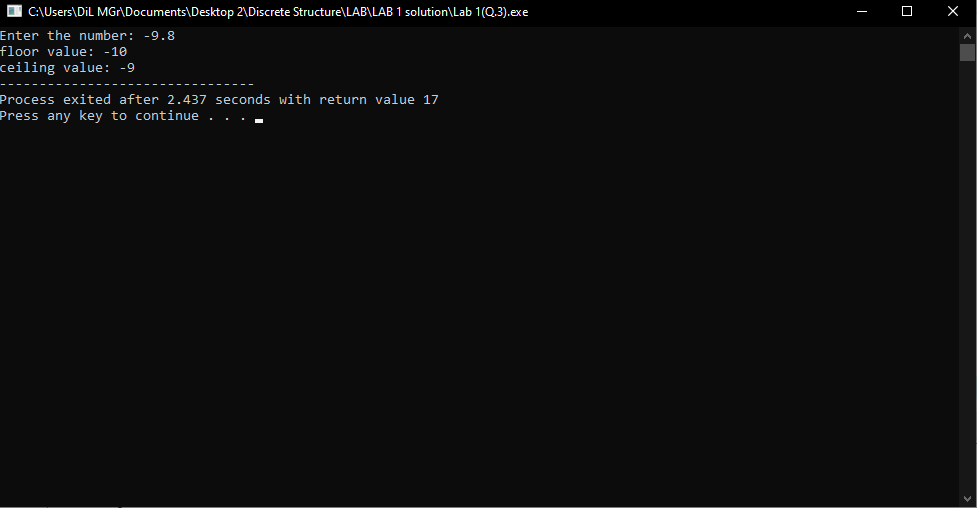 C:\Users\DiL MGr\Documents\Desktop 2\Discrete Structure\LAB\LAB 1 solution\Lab 1(Q.3).exe
Enter the number: -9.8
floor value: -10
ceiling value: -9
--------------------------------
Process exited after 2.437 seconds with return value 17
Press any key to continue . . .